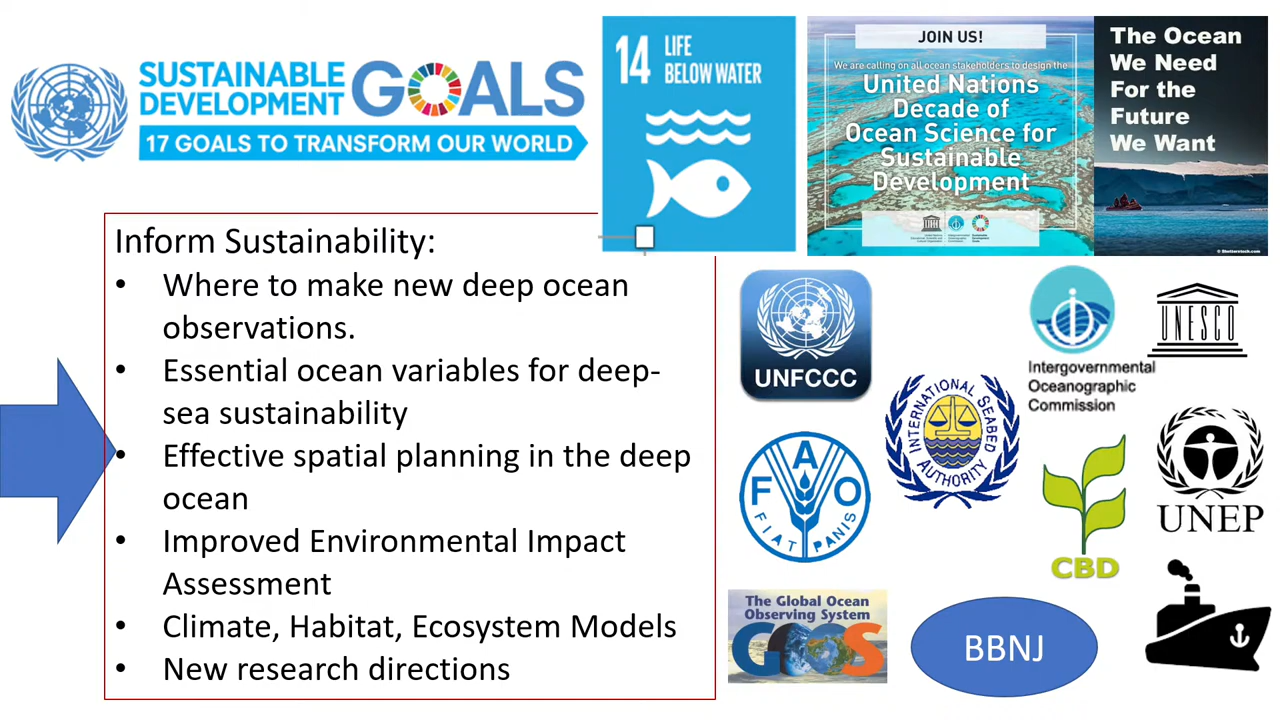 SUSTAINABLE
DEVELOPMENT
GOALS
17 GOALS TO TRANSFORM OUR WORLD
14 LIFE
BELOW WATER
JOIN US!
We are calling on all ocean stakeholders to design the
United Nations
Decade of
Ocean Science for
Sustainable
Development
The Ocean
We Need
For the
Future
We Want
© Shutterstock.com
Inform Sustainability:
• Where to make new deep ocean
observations.
• Essential ocean variables for deep-
sea sustainability
• Effective spatial planning in the deep
ocean
• Improved Environmental Impact
Assessment
• Climate, Habitat, Ecosystem Models
• New research directions
UNFCCC
Intergovernmental
Oceanographic
Commission
UNESCO
INTERNATIONAL SEABED
AUTHORITY
FAO
FIAT PANIS
CBD
UNEP
The Global Ocean
Observing System
GOOS
BBNJ